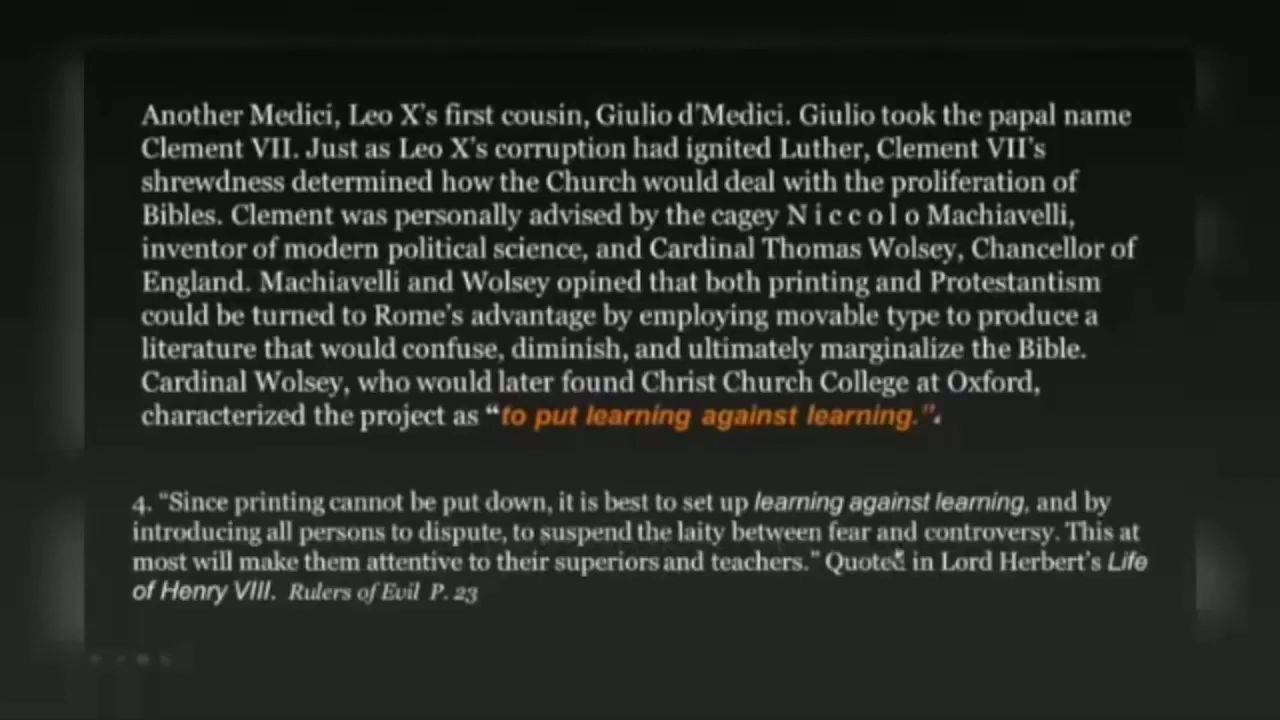 Another Medici, Leo X's first cousin, Giulio d'Medici. Giulio took the papal name
Clement VII. Just as Leo X's corruption had ignited Luther, Clement VII's
shrewdness determined how the Church would deal with the proliferation of
Bibles. Clement was personally advised by the cagey N i c c o l o Machiavelli,
inventor of modern political science, and Cardinal Thomas Wolsey, Chancellor of
England. Machiavelli and Wolsey opined that both printing and Protestantism
could be turned to Rome's advantage by employing movable type to produce a
literature that would confuse, diminish, and ultimately marginalize the Bible.
Cardinal Wolsey, who would later found Christ Church College at Oxford,
characterized the project as “to put learning against learning.”4
4. “Since printing cannot be put down, it is best to set up learning against learning, and by
introducing all persons to dispute, to suspend the laity between fear and controversy. This at
most will make them attentive to their superiors and teachers.” Quoted in Lord Herbert's Life
of Henry VIII. Rulers of Evil P. 23